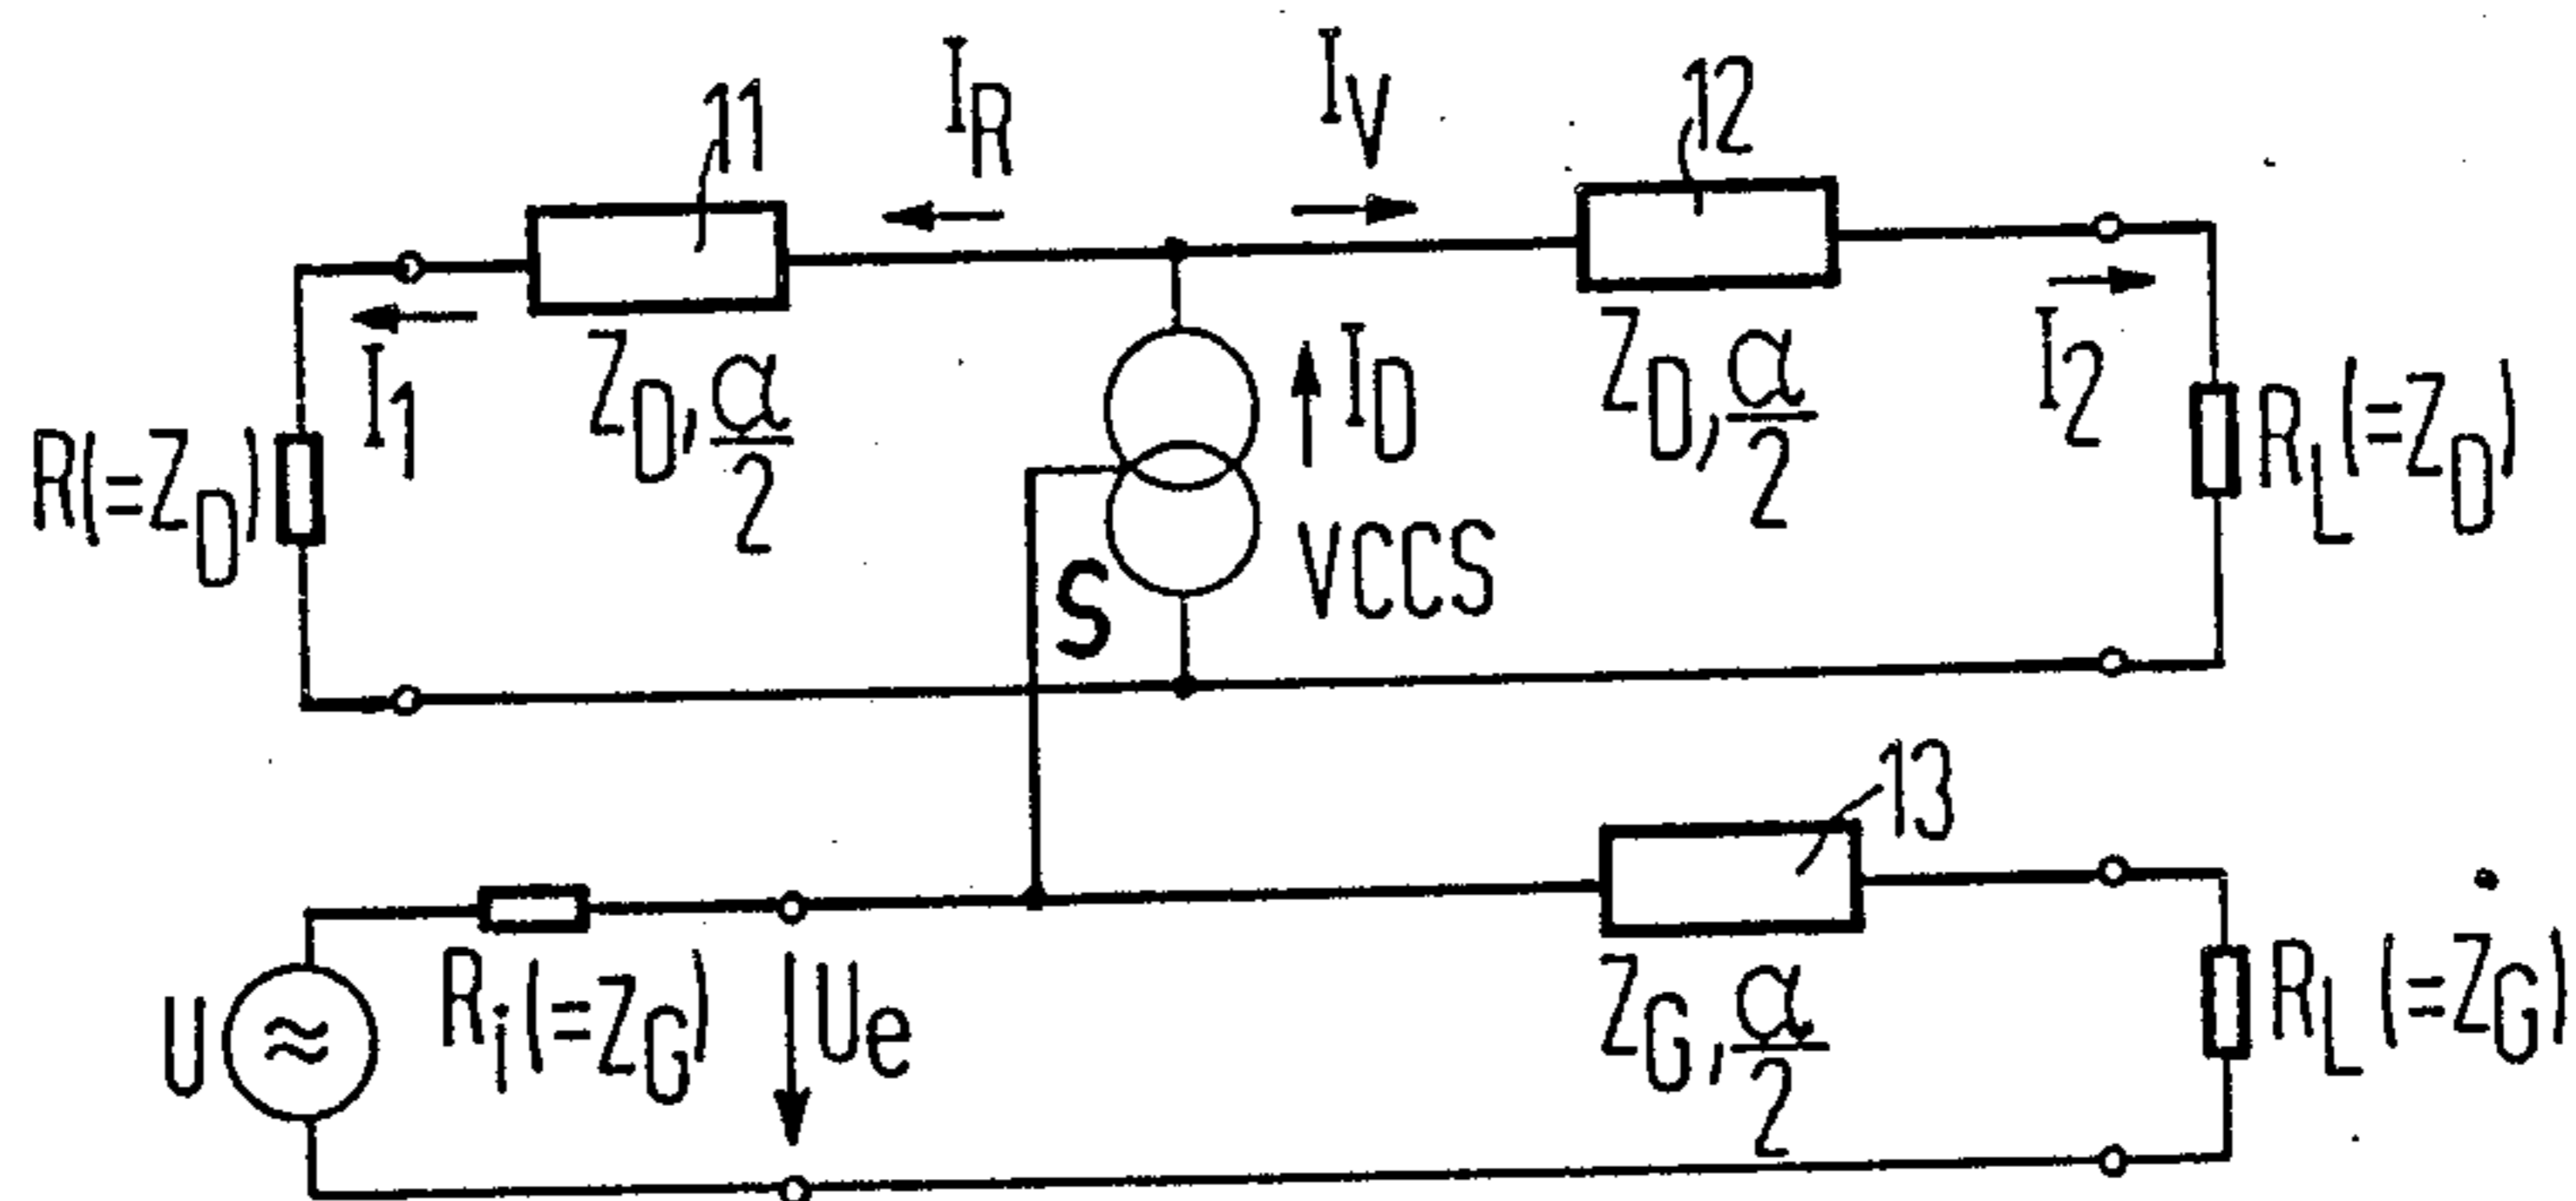 11
I_R
I_V
12
I_1
Z_D, α/2
I_D
Z_D, α/2
I_2
R(=Z_D)
R_L(=Z_D)
VCCS
S
13
U
R_i(=Z_G)
U_e
Z_G, α/2
R_L(=Z_G)